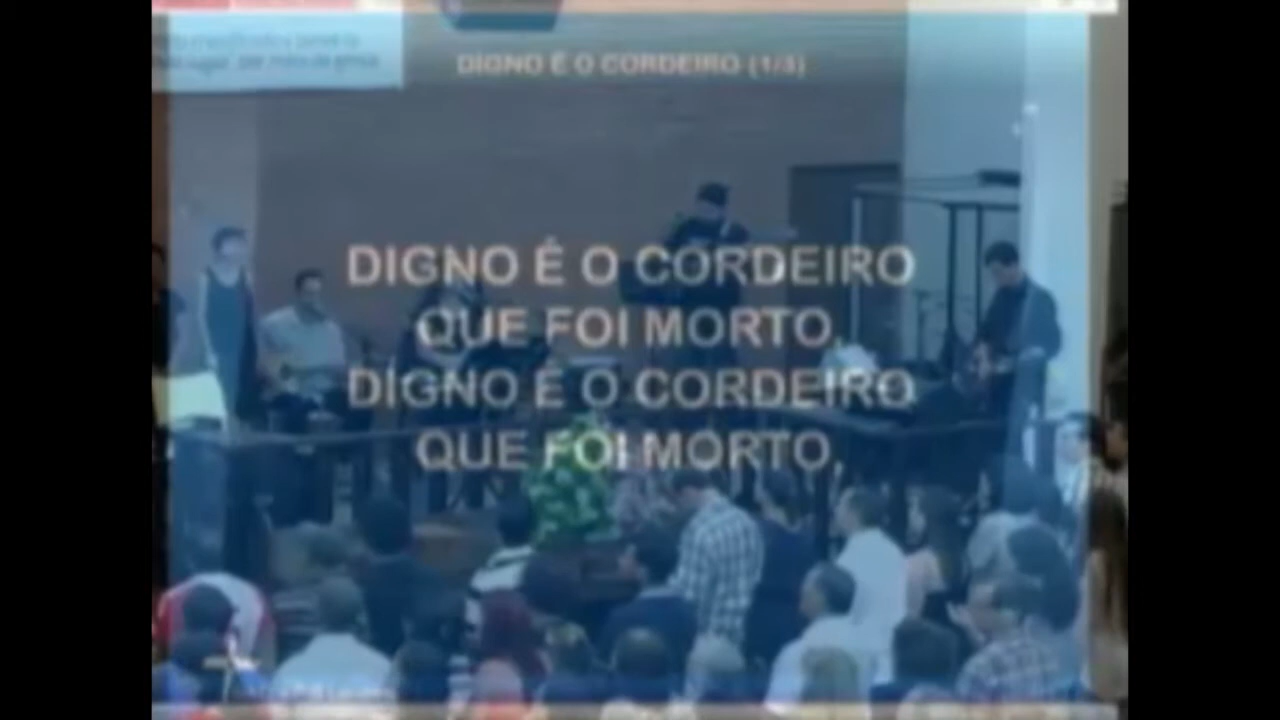 DIGNO É O CORDEIRO (1/3)
DIGNO É O CORDEIRO
QUE FOI MORTO,
DIGNO É O CORDEIRO
QUE FOI MORTO,